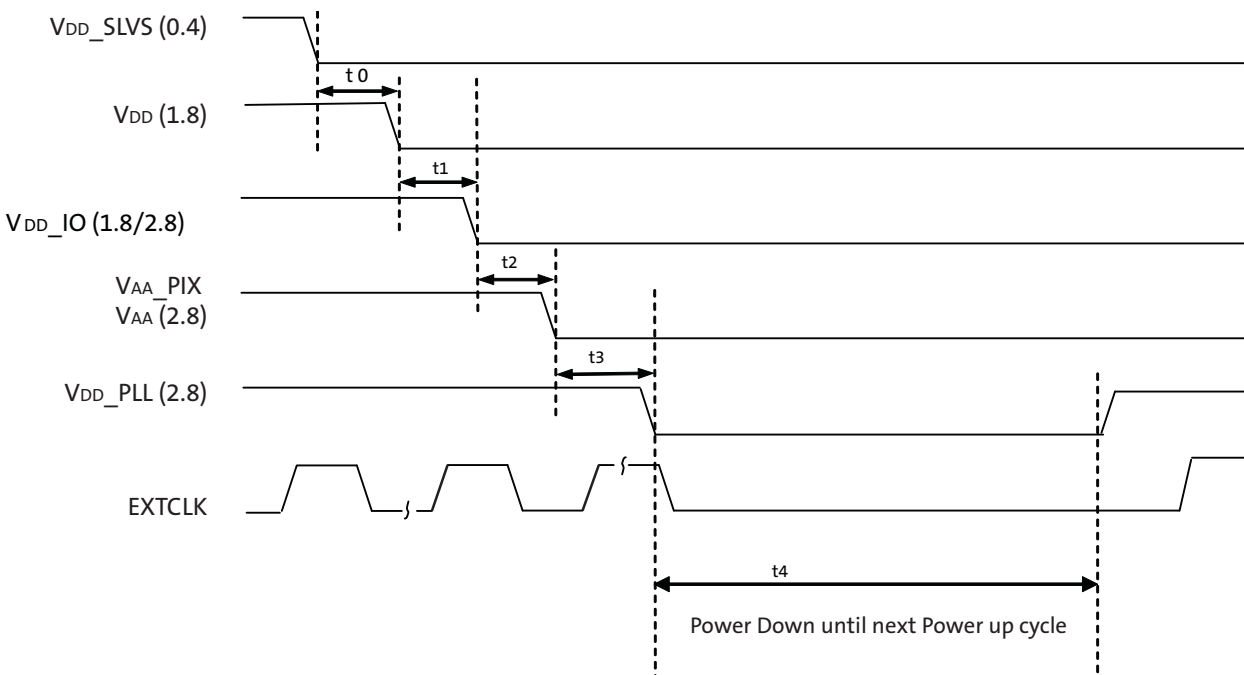 VDD_SLVS (0.4)
t 0
VDD (1.8)
t1
VDD_IO (1.8/2.8)
t2
VAA_PIX
VAA (2.8)
t3
VDD_PLL (2.8)
EXTCLK
t4
Power Down until next Power up cycle